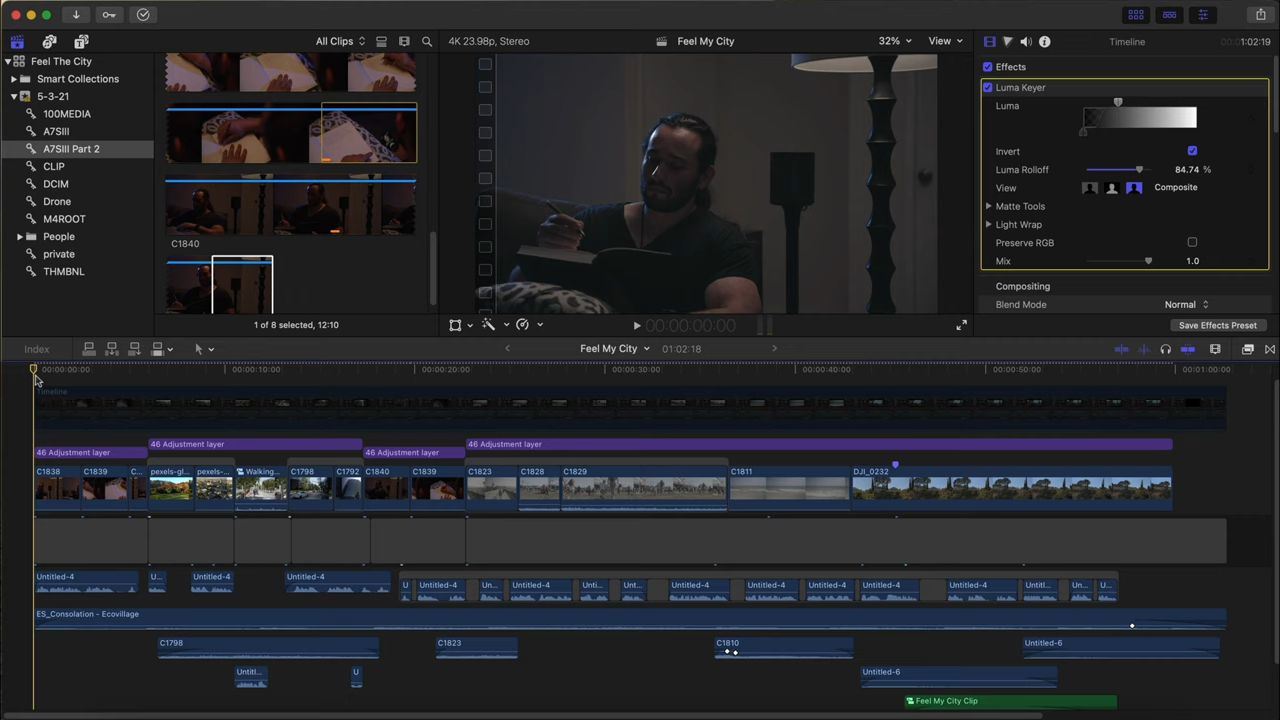 All Clips
4K 23.98p, Stereo
Feel My City
32%
View
Timeline
00:00:01:02:19
Feel The City
Smart Collections
5-3-21
100MEDIA
A7SIII
A7SIII Part 2
CLIP
DCIM
Drone
M4ROOT
People
private
THMBNL
C1840
1 of 8 selected, 12:10
00:00:00:00
Effects
Luma Keyer
Luma
Invert
Luma Rolloff
84.74 %
View
Composite
Matte Tools
Light Wrap
Preserve RGB
Mix
1.0
Compositing
Blend Mode
Normal
Save Effects Preset
Index
Feel My City
01:02:18
00:00:00:00
00:00:10:00
00:00:20:00
00:00:30:00
00:00:40:00
00:00:50:00
00:01:00:00
Timeline
46 Adjustment layer
46 Adjustment layer
46 Adjustment layer
46 Adjustment layer
C1838
C1839
C...
pexels-gl...
pexels-...
Walking...
C1798
C1792
C1840
C1839
C1823
C1828
C1829
C1811
DJI_0232
Untitled-4
U...
Untitled-4
Untitled-4
U
Untitled-4
Un...
Untitled-4
Unti...
Unt...
Untitled-4
Untitled-4
Untitled-4
Untitled-4
Untitled-4
Untitl...
Un...
U...
ES_Consolation - Ecovillage
C1798
C1823
C1810
Untitled-6
Untitl...
U
Untitled-6
Feel My City Clip